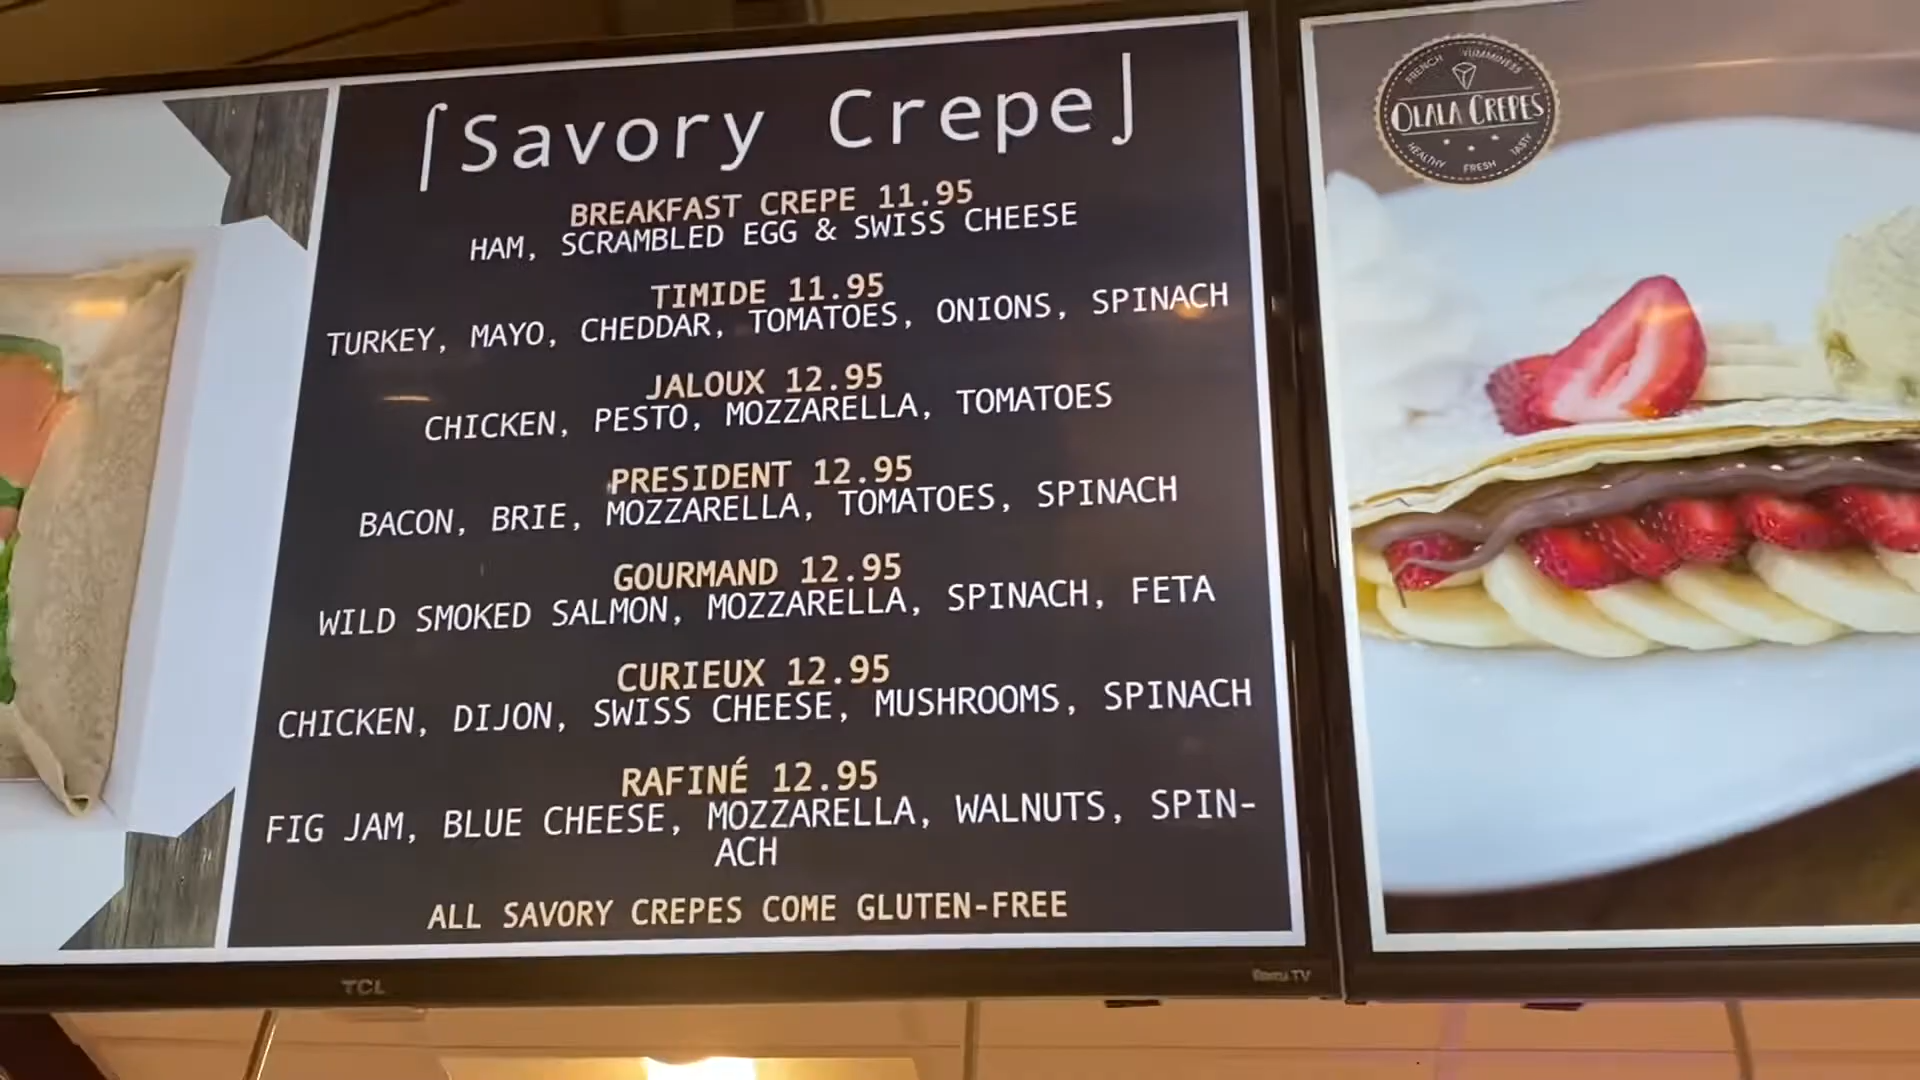 Savory Crepe
BREAKFAST CREPE 11.95
HAM, SCRAMBLED EGG & SWISS CHEESE
TIMIDE 11.95
TURKEY, MAYO, CHEDDAR, TOMATOES, ONIONS, SPINACH
JALOUX 12.95
CHICKEN, PESTO, MOZZARELLA, TOMATOES
PRESIDENT 12.95
BACON, BRIE, MOZZARELLA, TOMATOES, SPINACH
GOURMAND 12.95
WILD SMOKED SALMON, MOZZARELLA, SPINACH, FETA
CURIEUX 12.95
CHICKEN, DIJON, SWISS CHEESE, MUSHROOMS, SPINACH
RAFINÉ 12.95
FIG JAM, BLUE CHEESE, MOZZARELLA, WALNUTS, SPIN-
ACH
ALL SAVORY CREPES COME GLUTEN-FREE
TCL
Roku TV
FRENCH YUMMINESS
OLALA CREPES
HEALTHY FRESH TASTY